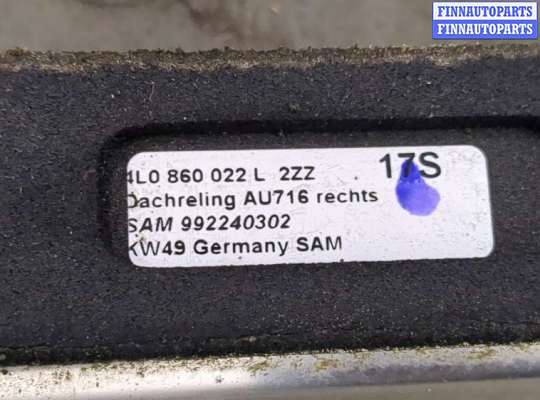 FINNAUTOPARTS
FINNAUTOPARTS
4L0 860 022 L 2ZZ 17S
Dachreling AU716 rechts
SAM 992240302
KW49 Germany SAM